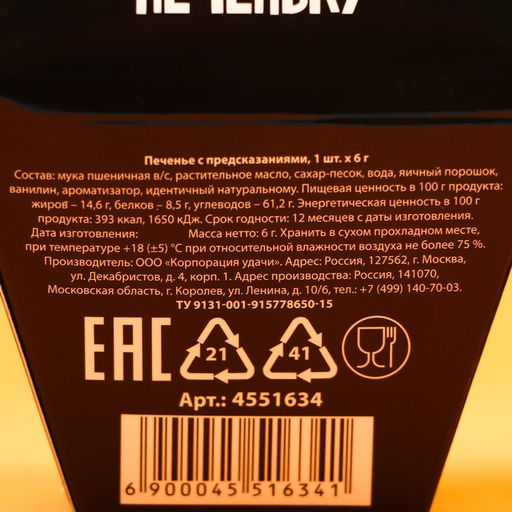 ПЕЧЕНЬКУ
Печенье с предсказаниями, 1 шт. х 6 г
Состав: мука пшеничная в/с, растительное масло, сахар-песок, вода, яичный порошок,
ванилин, ароматизатор, идентичный натуральному. Пищевая ценность в 100 г продукта:
жиров – 14,6 г, белков – 8,5 г, углеводов – 61,2 г. Энергетическая ценность в 100 г
продукта: 393 ккал, 1650 кДж. Срок годности: 12 месяцев с даты изготовления.
Дата изготовления: Масса нетто: 6 г. Хранить в сухом прохладном месте,
при температуре +18 (±5) °С при относительной влажности воздуха не более 75 %.
Производитель: ООО «Корпорация удачи». Адрес: Россия, 127562, г. Москва,
ул. Декабристов, д. 4, корп. 1. Адрес производства: Россия, 141070,
Московская область, г. Королев, ул. Ленина, д. 10/6, тел.: +7 (499) 140-70-03.
ТУ 9131-001-915778650-15
EAC 21 41
Арт.: 4551634
6 900045 516341